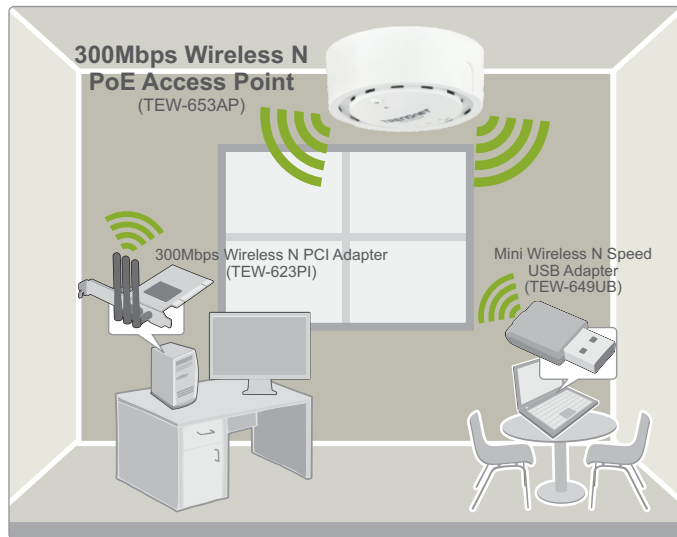 300Mbps Wireless N
PoE Access Point
(TEW-653AP)
TRENDNET
300Mbps Wireless N PCI Adapter
(TEW-623PI)
Mini Wireless N Speed
USB Adapter
(TEW-649UB)